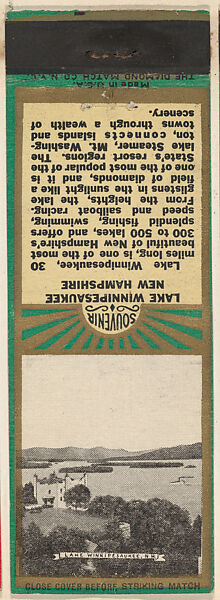 LAKE WINNIPESAUKEE, N.H.
CLOSE COVER BEFORE STRIKING MATCH
SOUVENIR
LAKE WINNIPESAUKEE
NEW HAMPSHIRE
Lake Winnipesaukee, 30
miles long, is one of the most
beautiful of New Hampshire's
300 to 500 lakes, and offers
splendid fishing, swimming,
speed and sailboat racing.
From the heights, the lake
glistens in the sunlight like a
field of diamonds, and it is
one of the most popular of the
State's resort regions. The
lake Steamer, Mt. Washing-
ton, connects islands and
towns through a wealth of
scenery.
THE DIAMOND MATCH CO. N.Y.C.
Made in U.S.A.